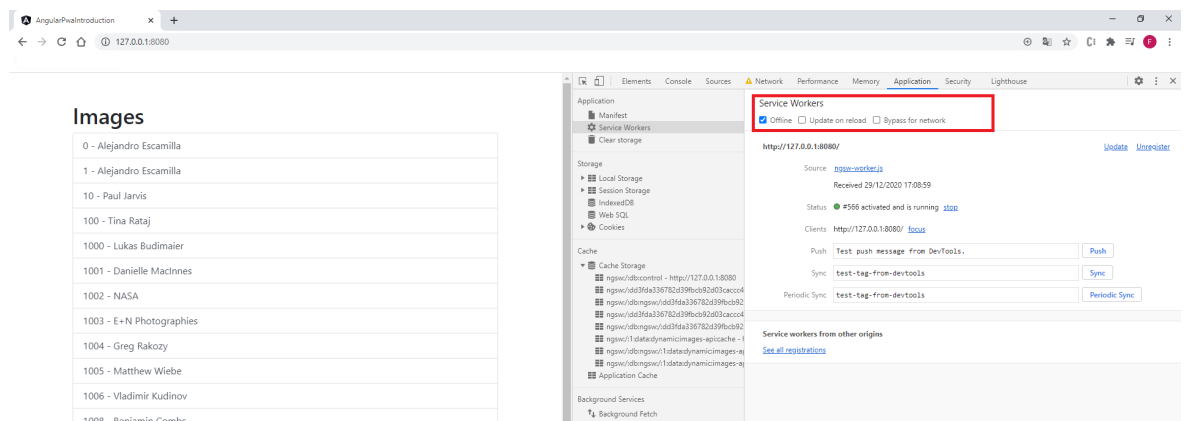 AngularPwaIntroduction
127.0.0.1:8080
F
Elements Console Sources Network Performance Memory Application Security Lighthouse
Images
0 - Alejandro Escamilla
1 - Alejandro Escamilla
10 - Paul Jarvis
100 - Tina Rataj
1000 - Lukas Budimaier
1001 - Danielle MacInnes
1002 - NASA
1003 - E+N Photographies
1004 - Greg Rakozy
1005 - Matthew Wiebe
1006 - Vladimir Kudinov
1008 - Benjamin Combs
Application
Manifest
Service Workers
Clear storage
Storage
Local Storage
Session Storage
IndexedDB
Web SQL
Cookies
Cache
Cache Storage
ngsw:/:db:control - http://127.0.0.1:8080
Application Cache
Background Services
Background Fetch
Service Workers
Offline Update on reload Bypass for network
http://127.0.0.1:8080/ Update Unregister
Source ngsw-worker.js
Received 29/12/2020 17:08:59
Status #566 activated and is running stop
Clients http://127.0.0.1:8080/ focus
Push Test push message from DevTools. Push
Sync test-tag-from-devtools Sync
Periodic Sync test-tag-from-devtools Periodic Sync
Service workers from other origins
See all registrations